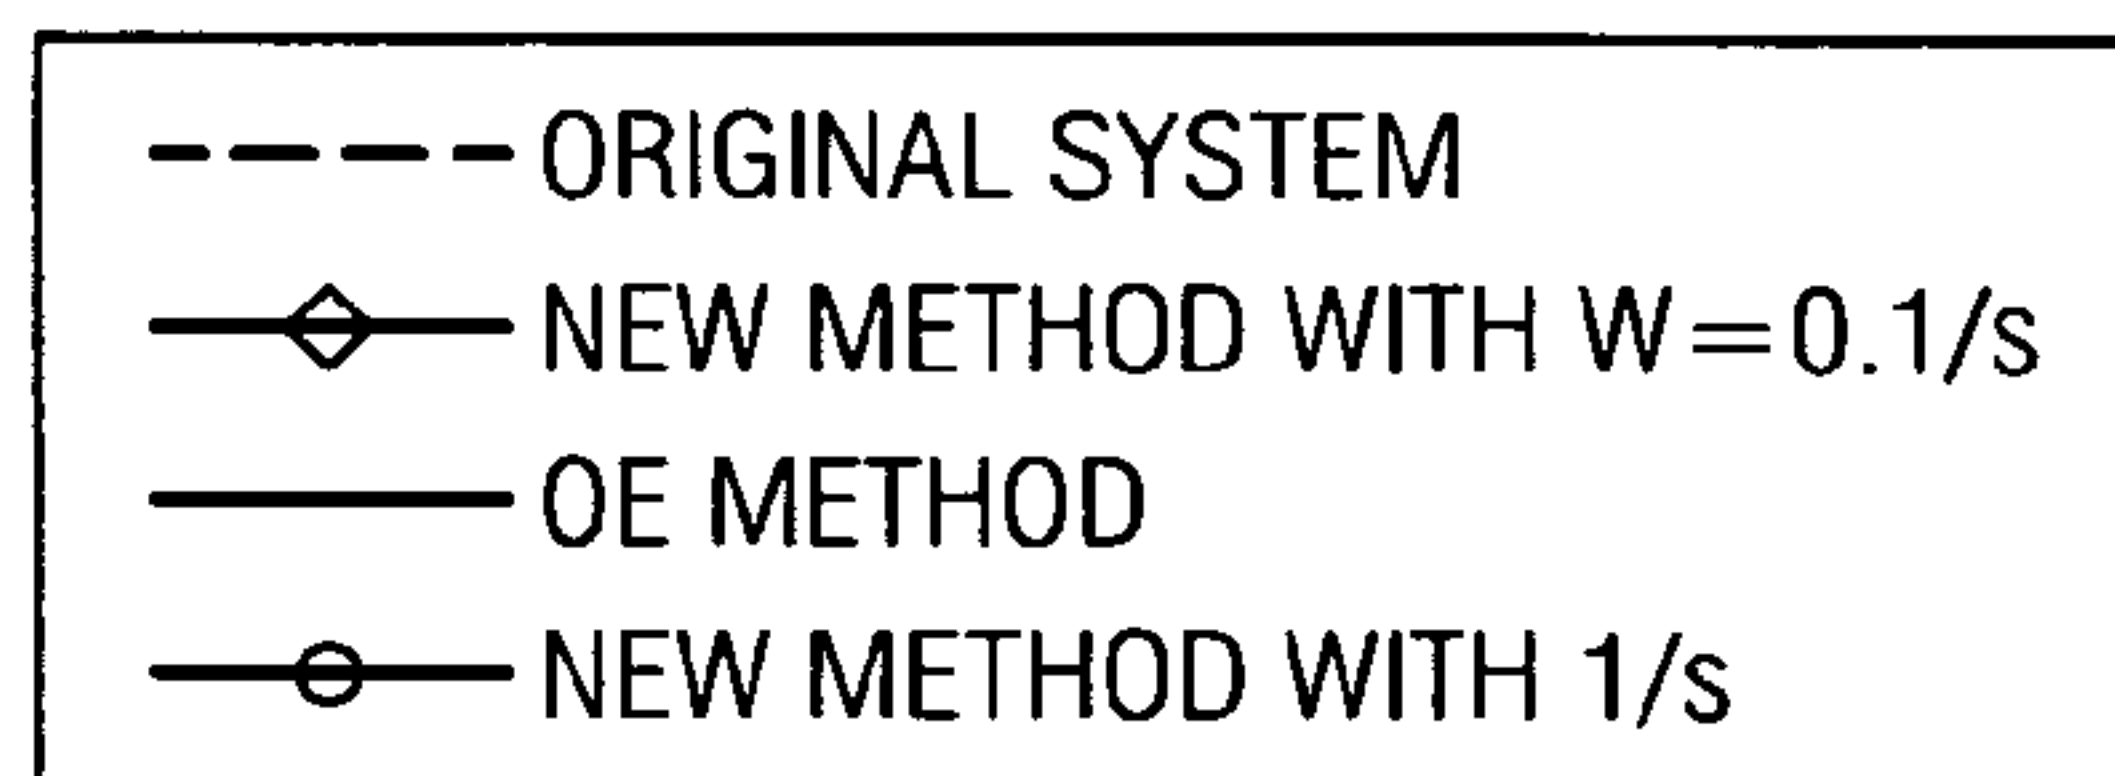 ORIGINAL SYSTEM
NEW METHOD WITH W=0.1/s
OE METHOD
NEW METHOD WITH 1/s